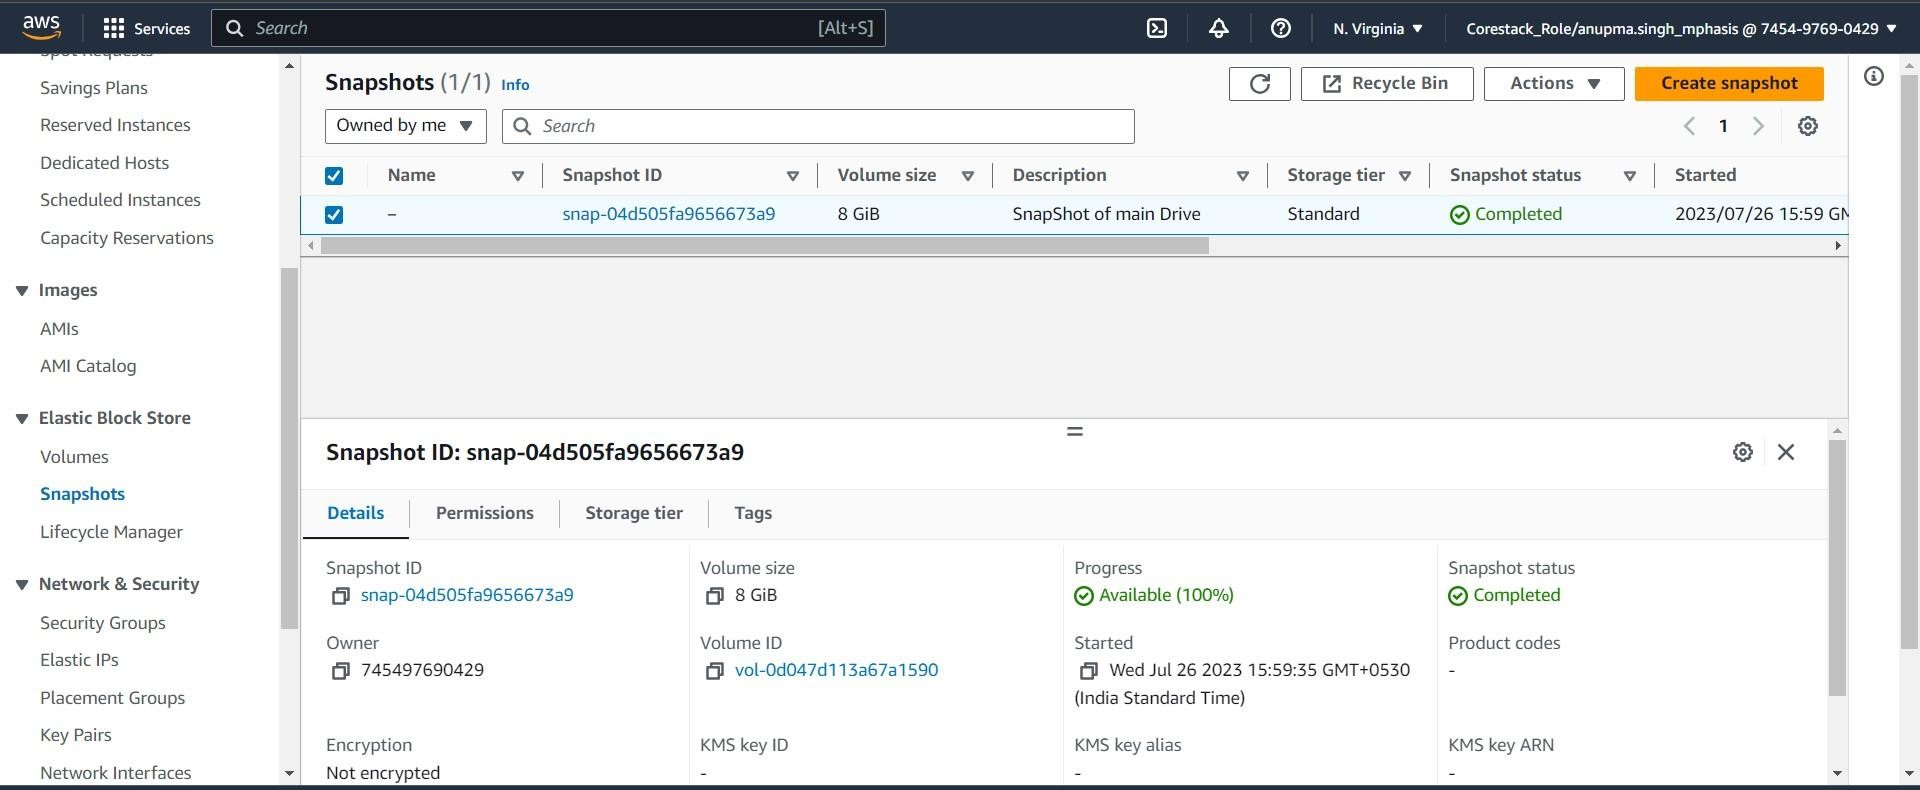 aws
Services
Search [Alt+S]
N. Virginia
Corestack_Role/anupma.singh_mphasis @ 7454-9769-0429
Spot Requests
Savings Plans
Reserved Instances
Dedicated Hosts
Scheduled Instances
Capacity Reservations
Images
AMIs
AMI Catalog
Elastic Block Store
Volumes
Snapshots
Lifecycle Manager
Network & Security
Security Groups
Elastic IPs
Placement Groups
Key Pairs
Network Interfaces
Snapshots (1/1) Info
Recycle Bin
Actions
Create snapshot
Owned by me
Search
1
Name Snapshot ID Volume size Description Storage tier Snapshot status Started
– snap-04d505fa9656673a9 8 GiB SnapShot of main Drive Standard Completed 2023/07/26 15:59 GM
Snapshot ID: snap-04d505fa9656673a9
Details Permissions Storage tier Tags
Snapshot ID Volume size Progress Snapshot status
snap-04d505fa9656673a9 8 GiB Available (100%) Completed
Owner Volume ID Started Product codes
745497690429 vol-0d047d113a67a1590 Wed Jul 26 2023 15:59:35 GMT+0530 -
(India Standard Time)
Encryption KMS key ID KMS key alias KMS key ARN
Not encrypted - - -